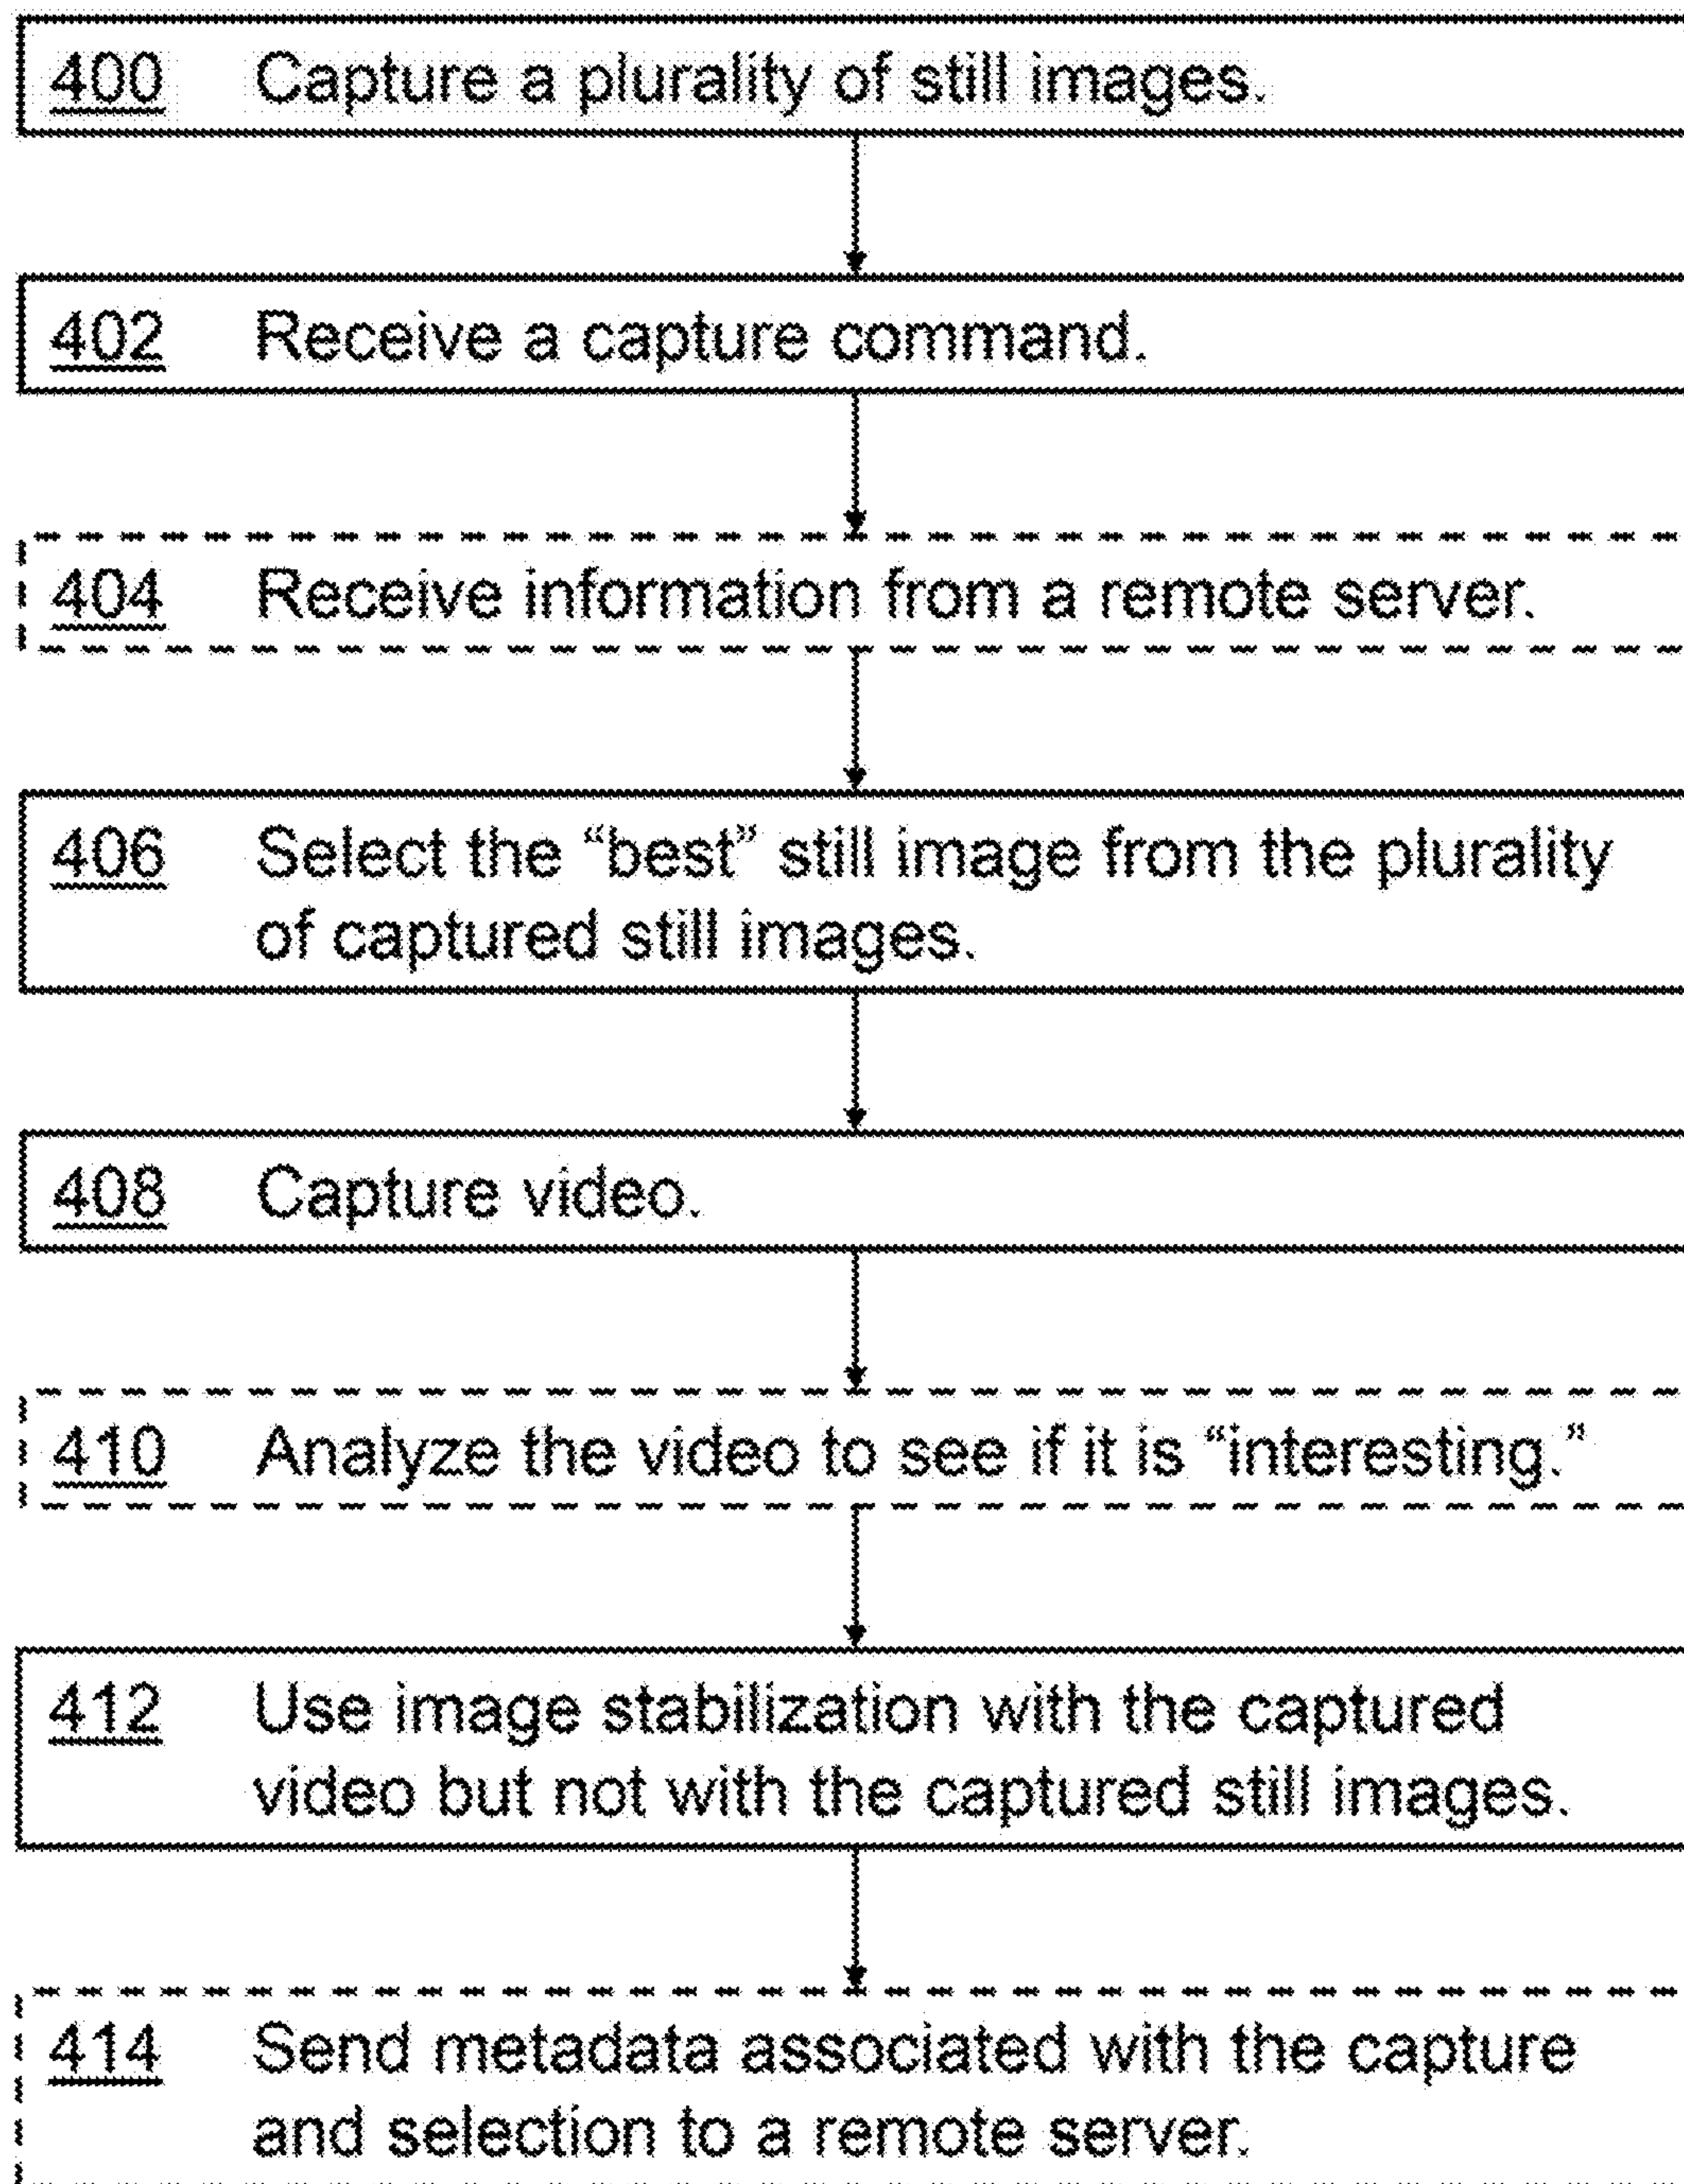 400 Capture a plurality of still images.
402 Receive a capture command.
404 Receive information from a remote server.
406 Select the “best” still image from the plurality
of captured still images.
408 Capture video.
410 Analyze the video to see if it is “interesting.”
412 Use image stabilization with the captured
video but not with the captured still images.
414 Send metadata associated with the capture
and selection to a remote server.